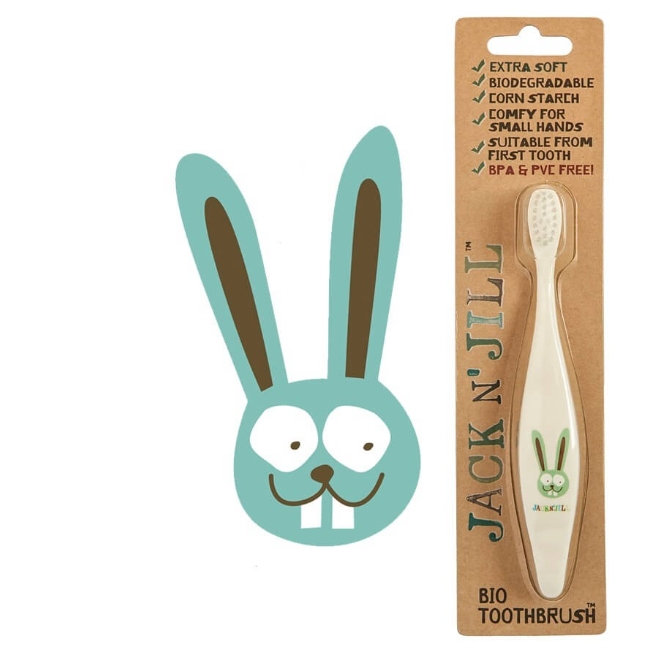 ✓ EXTRA SOFT
✓ BIODEGRADABLE
✓ CORN STARCH
✓ COMFY FOR
SMALL HANDS
✓ SUITABLE FROM
FIRST TOOTH
✓ BPA & PVC FREE!
JACK N' JILL™
JACK N' JILL
BIO
TOOTHBRUSH™